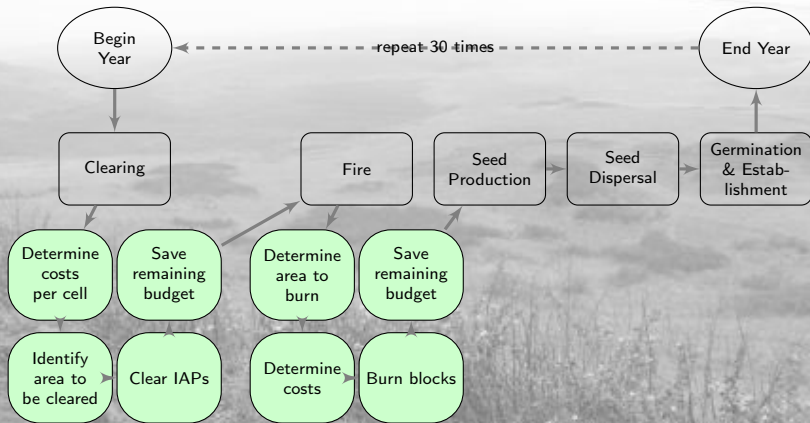 Begin
Year
repeat 30 times
End Year
Clearing
Fire
Seed
Production
Seed
Dispersal
Germination
& Estab-
lishment
Determine
costs
per cell
Save
remaining
budget
Determine
area to
burn
Save
remaining
budget
Identify
area to
be cleared
Clear IAPs
Determine
costs
Burn blocks